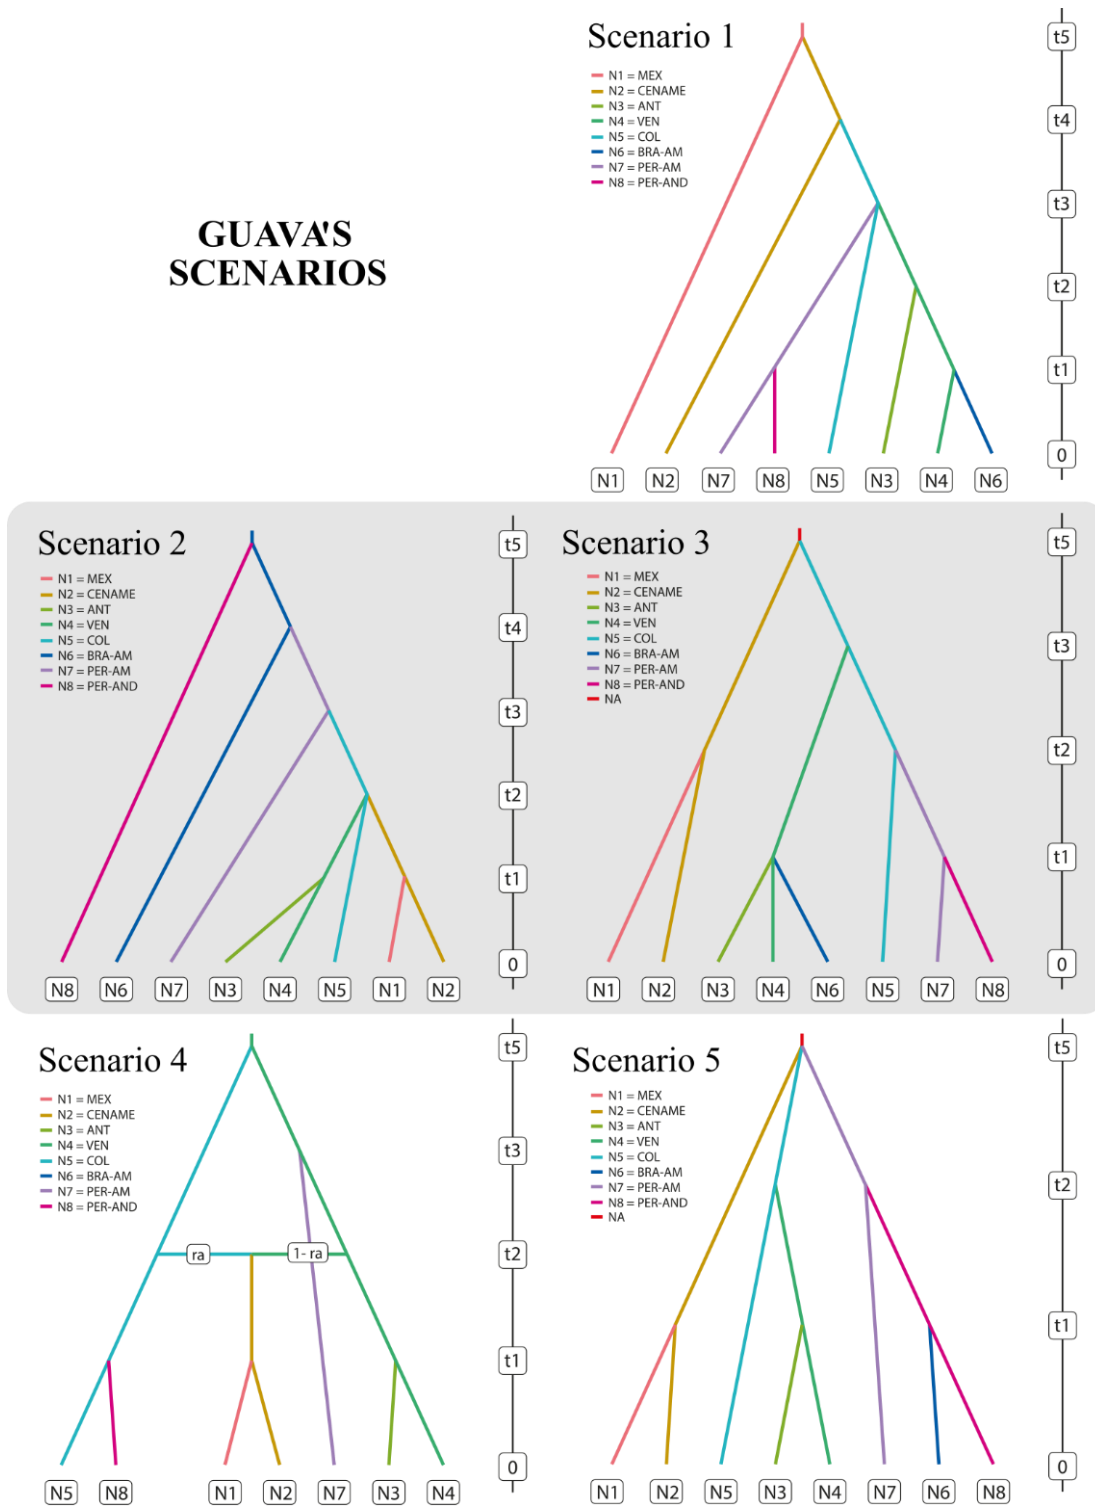 GUAVA'S
SCENARIOS
Scenario 1
N1 = MEX
N2 = CENAME
N3 = ANT
N4 = VEN
N5 = COL
N6 = BRA-AM
N7 = PER-AM
N8 = PER-AND
t5
t4
t3
t2
t1
0
N1 N2 N7 N8 N5 N3 N4 N6
Scenario 2
N1 = MEX
N2 = CENAME
N3 = ANT
N4 = VEN
N5 = COL
N6 = BRA-AM
N7 = PER-AM
N8 = PER-AND
t5
t4
t3
t2
t1
0
N8 N6 N7 N3 N4 N5 N1 N2
Scenario 3
N1 = MEX
N2 = CENAME
N3 = ANT
N4 = VEN
N5 = COL
N6 = BRA-AM
N7 = PER-AM
N8 = PER-AND
NA
t5
t3
t2
t1
0
N1 N2 N3 N4 N6 N5 N7 N8
Scenario 4
N1 = MEX
N2 = CENAME
N3 = ANT
N4 = VEN
N5 = COL
N6 = BRA-AM
N7 = PER-AM
N8 = PER-AND
ra 1- ra
t5
t3
t2
t1
0
N5 N8 N1 N2 N7 N3 N4
Scenario 5
N1 = MEX
N2 = CENAME
N3 = ANT
N4 = VEN
N5 = COL
N6 = BRA-AM
N7 = PER-AM
N8 = PER-AND
NA
t5
t2
t1
0
N1 N2 N5 N3 N4 N7 N6 N8